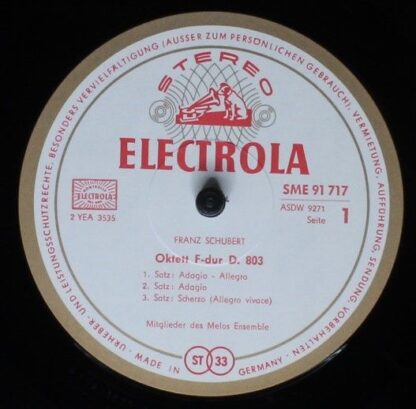 URHEBER- UND LEISTUNGSSCHUTZRECHTE, BESONDERS VERVIELFÄLTIGUNG (AUSSER ZUM PERSÖNLICHEN GEBRAUCH), VERMIETUNG, AUFFÜHRUNG, SENDUNG, VORBEHALTEN
STEREO
ELECTROLA
SME 91 717
ELECTROLA
2 YEA 3535
ASDW 9271
Seite 1
FRANZ SCHUBERT
Oktett F-dur D. 803
1. Satz: Adagio - Allegro
2. Satz: Adagio
3. Satz: Scherzo (Allegro vivace)
Mitglieder des Melos Ensemble
ST 33
MADE IN GERMANY